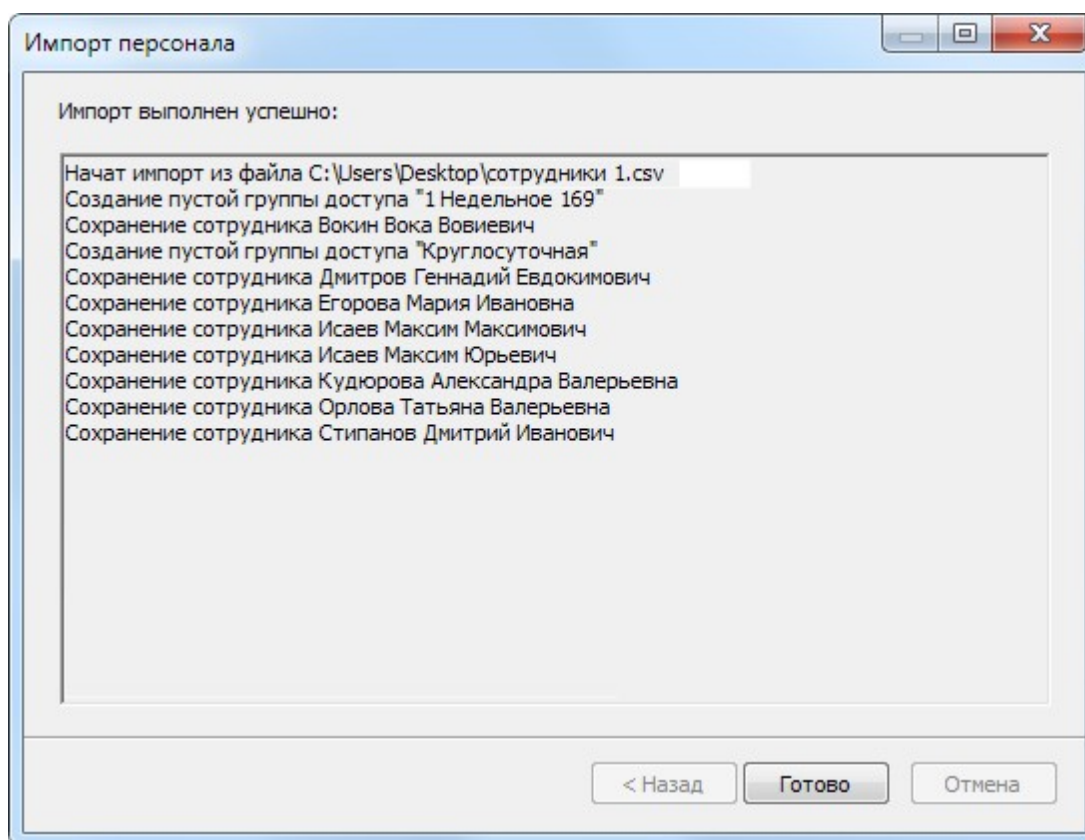 Импорт персонала
Импорт выполнен успешно:
Начат импорт из файла C:\Users\Desktop\сотрудники 1.csv
Создание пустой группы доступа "1 Недельное 169"
Сохранение сотрудника Вокин Вока Вовиевич
Создание пустой группы доступа "Круглосуточная"
Сохранение сотрудника Дмитров Геннадий Евдокимович
Сохранение сотрудника Егорова Мария Ивановна
Сохранение сотрудника Исаев Максим Максимович
Сохранение сотрудника Исаев Максим Юрьевич
Сохранение сотрудника Кудюрова Александра Валерьевна
Сохранение сотрудника Орлова Татьяна Валерьевна
Сохранение сотрудника Стипанов Дмитрий Иванович
< Назад Готово Отмена